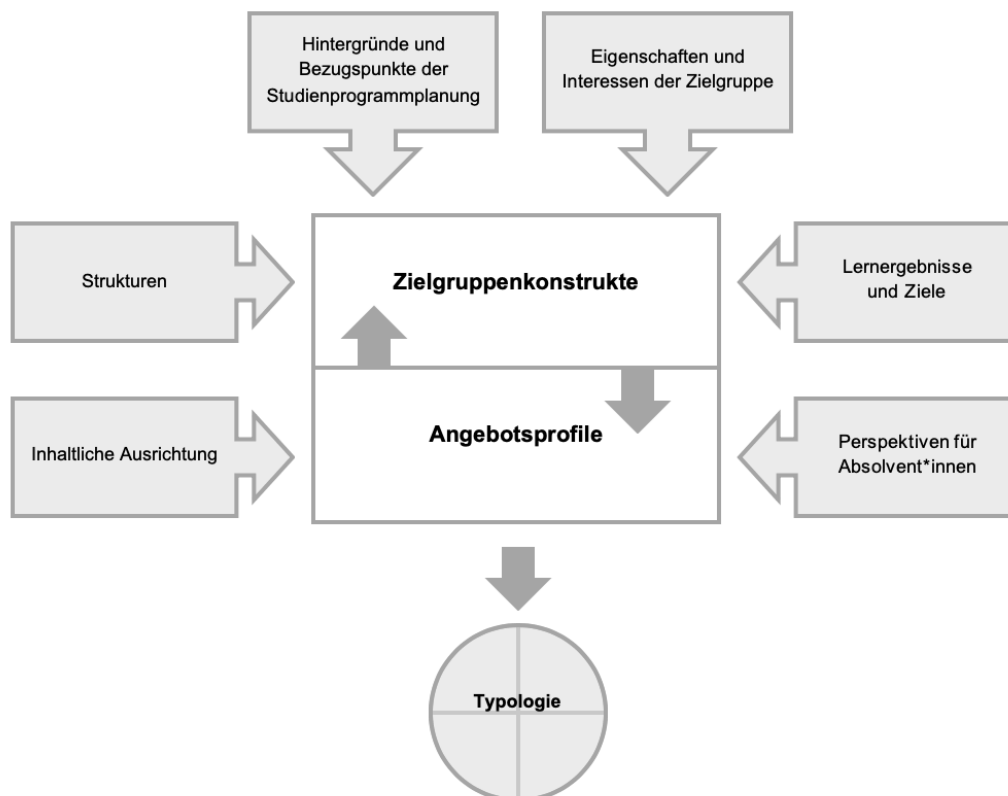 Hintergründe und
Bezugspunkte der
Studienprogrammplanung
Eigenschaften und
Interessen der Zielgruppe
Strukturen
Zielgruppenkonstrukte
Lernergebnisse
und Ziele
Inhaltliche Ausrichtung
Angebotsprofile
Perspektiven für
Absolvent*innen
Typologie